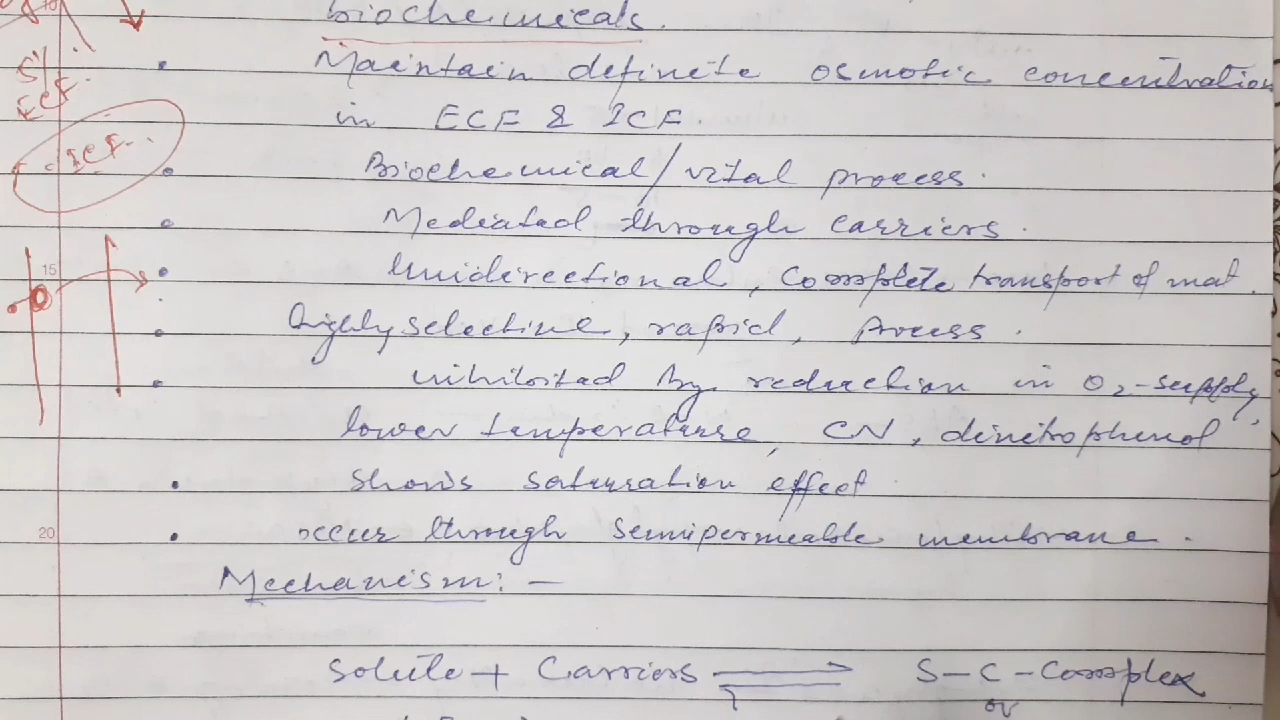 biochemicals.
Maintain definite osmotic concentration
in ECF & ICF.
ECF.
ICF..
Biochemical/vital process.
Mediated through carriers.
15
Unidirectional, Complete transport of mat.
highly selective, rapid, process.
inhibited by reduction in O2-supply,
lower temperature, CN, dinitrophenol
shows saturation effect
20
occur through semipermeable membrane.
Mechanism: —
Solute + Carriers ⇌ S-C-Complex
or